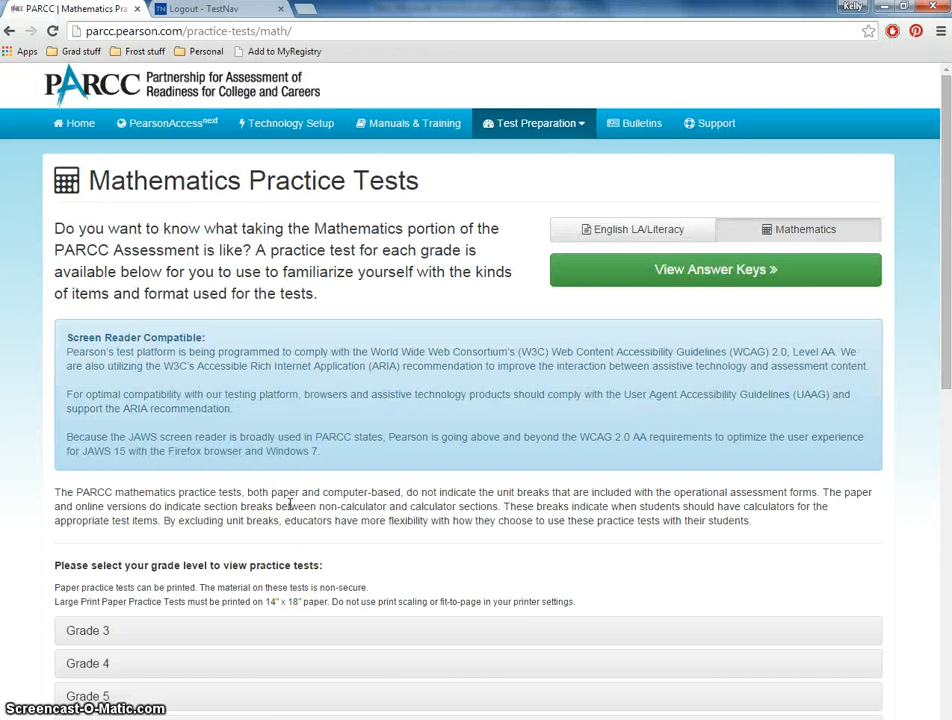 PARCC | Mathematics Pra
Logout - TestNav
Kelly
parcc.pearson.com/practice-tests/math/
Apps Grad stuff Frost stuff Personal Add to MyRegistry
PARCC Partnership for Assessment of
Readiness for College and Careers
Home PearsonAccessnext Technology Setup Manuals & Training Test Preparation Bulletins Support
Mathematics Practice Tests
Do you want to know what taking the Mathematics portion of the
PARCC Assessment is like? A practice test for each grade is
available below for you to use to familiarize yourself with the kinds
of items and format used for the tests.
English LA/Literacy Mathematics
View Answer Keys »
Screen Reader Compatible:
Pearson's test platform is being programmed to comply with the World Wide Web Consortium's (W3C) Web Content Accessibility Guidelines (WCAG) 2.0, Level AA. We
are also utilizing the W3C's Accessible Rich Internet Application (ARIA) recommendation to improve the interaction between assistive technology and assessment content.
For optimal compatibility with our testing platform, browsers and assistive technology products should comply with the User Agent Accessibility Guidelines (UAAG) and
support the ARIA recommendation.
Because the JAWS screen reader is broadly used in PARCC states, Pearson is going above and beyond the WCAG 2.0 AA requirements to optimize the user experience
for JAWS 15 with the Firefox browser and Windows 7.
The PARCC mathematics practice tests, both paper and computer-based, do not indicate the unit breaks that are included with the operational assessment forms. The paper
and online versions do indicate section breaks between non-calculator and calculator sections. These breaks indicate when students should have calculators for the
appropriate test items. By excluding unit breaks, educators have more flexibility with how they choose to use these practice tests with their students.
Please select your grade level to view practice tests:
Paper practice tests can be printed. The material on these tests is non-secure.
Large Print Paper Practice Tests must be printed on 14" x 18" paper. Do not use print scaling or fit-to-page in your printer settings.
Grade 3
Grade 4
Grade 5
Screencast-O-Matic.com